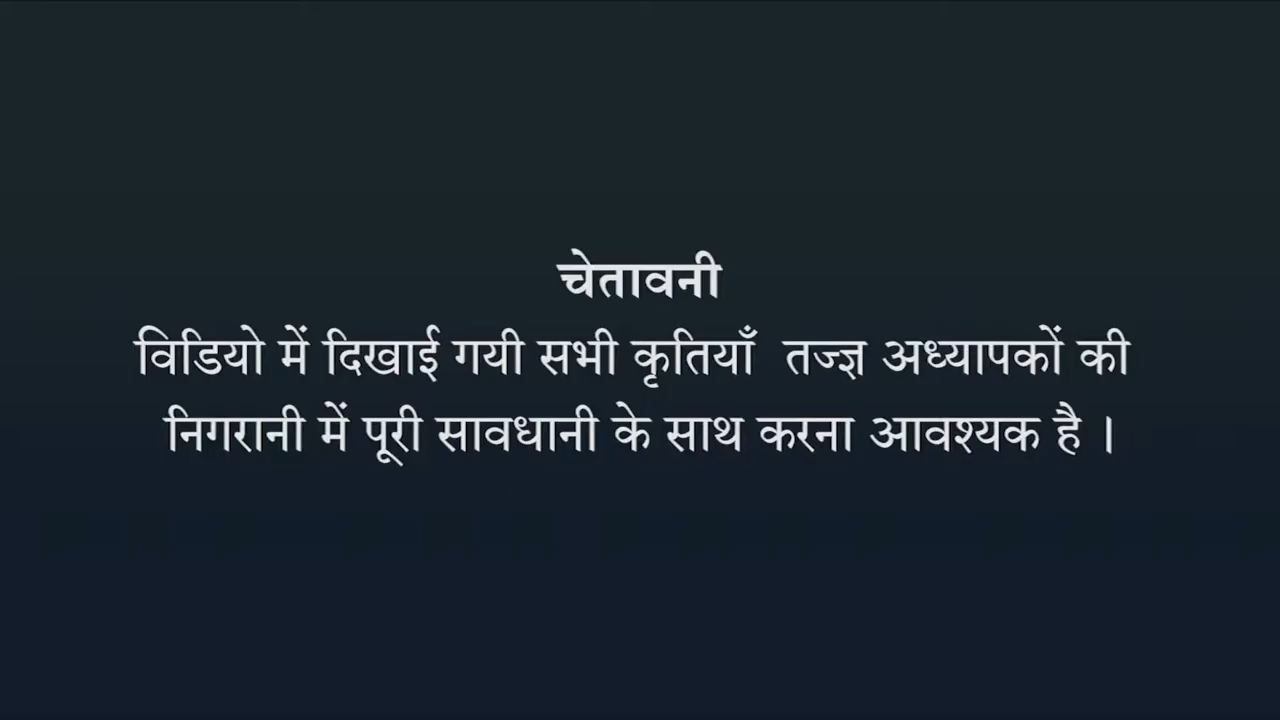 चेतावनी
विडियो में दिखाई गयी सभी कृतियाँ तज्ज्ञ अध्यापकों की
निगरानी में पूरी सावधानी के साथ करना आवश्यक है ।